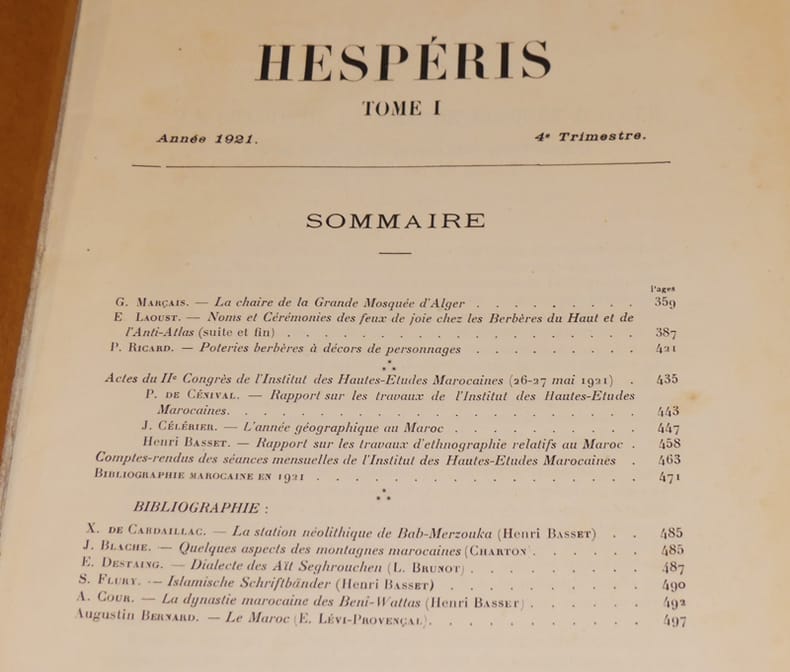 HESPÉRIS
TOME I
Année 1921. 4e Trimestre.
SOMMAIRE
Pages
G. Marçais. — La chaire de la Grande Mosquée d'Alger . . . . . . . . . 359
E Laoust. — Noms et Cérémonies des feux de joie chez les Berbères du Haut et de
l'Anti-Atlas (suite et fin) . . . . . . . . . . . . . . . . . . . 387
P. Ricard. — Poteries berbères à décors de personnages . . . . . . . . . 421
Actes du IIe Congrès de l'Institut des Hautes-Etudes Marocaines (26-27 mai 1921) . 435
P. de Cénival. — Rapport sur les travaux de l'Institut des Hautes-Etudes
Marocaines. . . . . . . . . . . . . . . . . . . . . . 443
J. Célérier. — L'année géographique au Maroc . . . . . . . . . . 447
Henri Basset. — Rapport sur les travaux d'ethnographie relatifs au Maroc . 458
Comptes-rendus des séances mensuelles de l'Institut des Hautes-Etudes Marocaines . 463
Bibliographie marocaine en 1921 . . . . . . . . . . . . . . . . . 471
BIBLIOGRAPHIE :
X. de Cardaillac. — La station néolithique de Bab-Merzouka (Henri Basset) . . 485
J. Blache. — Quelques aspects des montagnes marocaines (Charton). . . . . . 485
E. Destaing. — Dialecte des Aït Seghrouchen (L. Brunot) . . . . . . . . . 487
S. Flury. — Islamische Schriftbänder (Henri Basset) . . . . . . . . . . 490
A. Cour. — La dynastie marocaine des Beni-Wattas (Henri Basset) . . . . . . 492
Augustin Bernard. — Le Maroc (E. Lévi-Provençal). . . . . . . . . . . 497